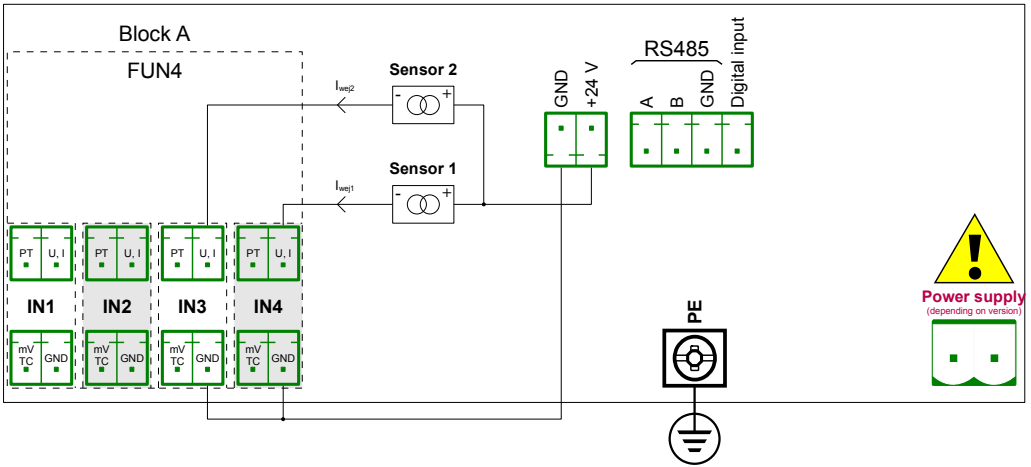 Block A
FUN4
Sensor 2
I wej2
- +
Sensor 1
I wej1
- +
GND
+24 V
RS485
A
B
GND
Digital input
PT U, I
PT U, I
PT U, I
PT U, I
IN1
IN2
IN3
IN4
mV TC GND
mV TC GND
mV TC GND
mV TC GND
PE
!
Power supply
(depending on version)